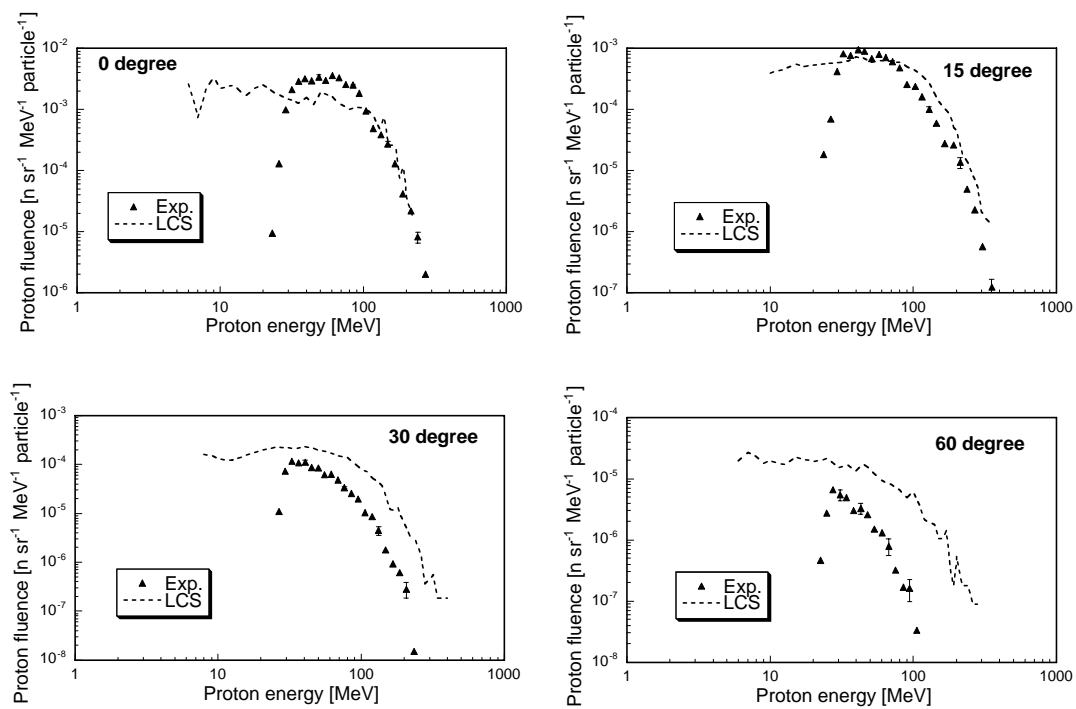 0 degree
Proton fluence [n sr⁻¹ MeV⁻¹ particle⁻¹]
10⁻²
10⁻³
10⁻⁴
10⁻⁵
10⁻⁶
Exp.
LCS
1 10 100 1000
Proton energy [MeV]
15 degree
Proton fluence [n sr⁻¹ MeV⁻¹ particle⁻¹]
10⁻³
10⁻⁴
10⁻⁵
10⁻⁶
10⁻⁷
Exp.
LCS
1 10 100 1000
Proton energy [MeV]
30 degree
Proton fluence [n sr⁻¹ MeV⁻¹ particle⁻¹]
10⁻³
10⁻⁴
10⁻⁵
10⁻⁶
10⁻⁷
10⁻⁸
Exp.
LCS
1 10 100 1000
Proton energy [MeV]
60 degree
Proton fluence [n sr⁻¹ MeV⁻¹ particle⁻¹]
10⁻⁴
10⁻⁵
10⁻⁶
10⁻⁷
10⁻⁸
Exp.
LCS
1 10 100 1000
Proton energy [MeV]